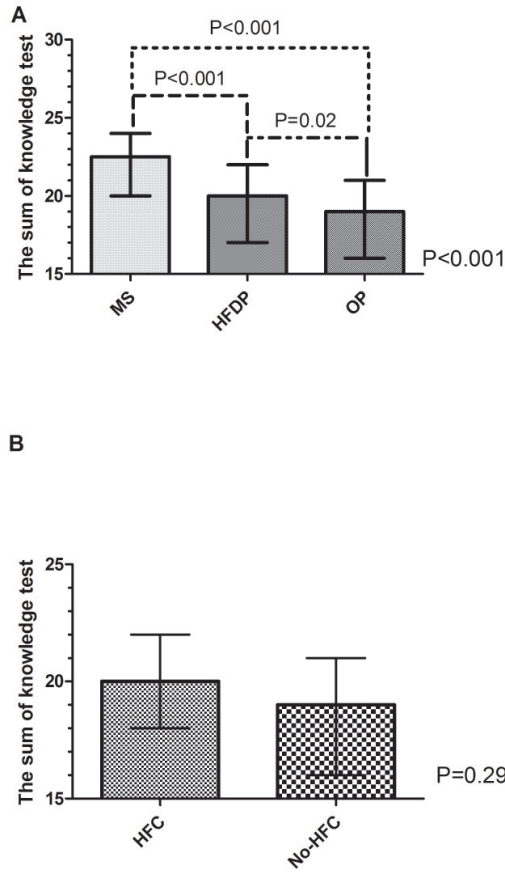 A
P<0.001
P<0.001
P=0.02
The sum of knowledge test
30
25
20
15
MS
HFDP
OP
P<0.001
B
The sum of knowledge test
25
20
15
HFC
No-HFC
P=0.29